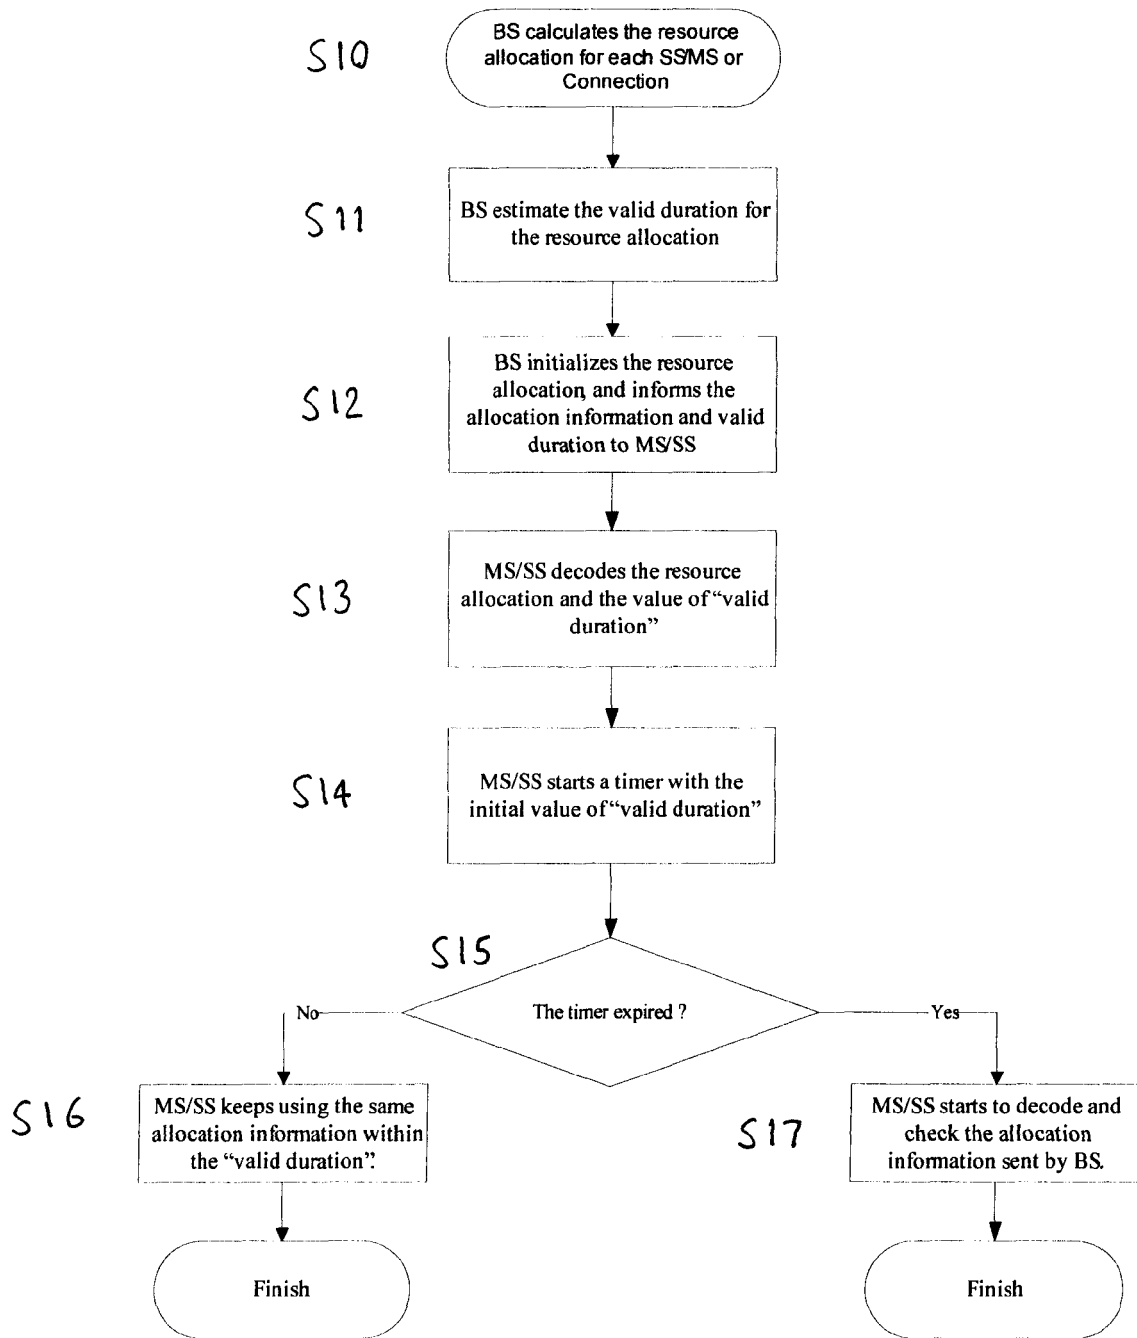 S10
BS calculates the resource
allocation for each SS/MS or
Connection
S11
BS estimate the valid duration for
the resource allocation
S12
BS initializes the resource
allocation, and informs the
allocation information and valid
duration to MS/SS
S13
MS/SS decodes the resource
allocation and the value of “valid
duration”
S14
MS/SS starts a timer with the
initial value of “valid duration”
S15
The timer expired ?
No
Yes
S16
MS/SS keeps using the same
allocation information within
the “valid duration”.
S17
MS/SS starts to decode and
check the allocation
information sent by BS.
Finish
Finish